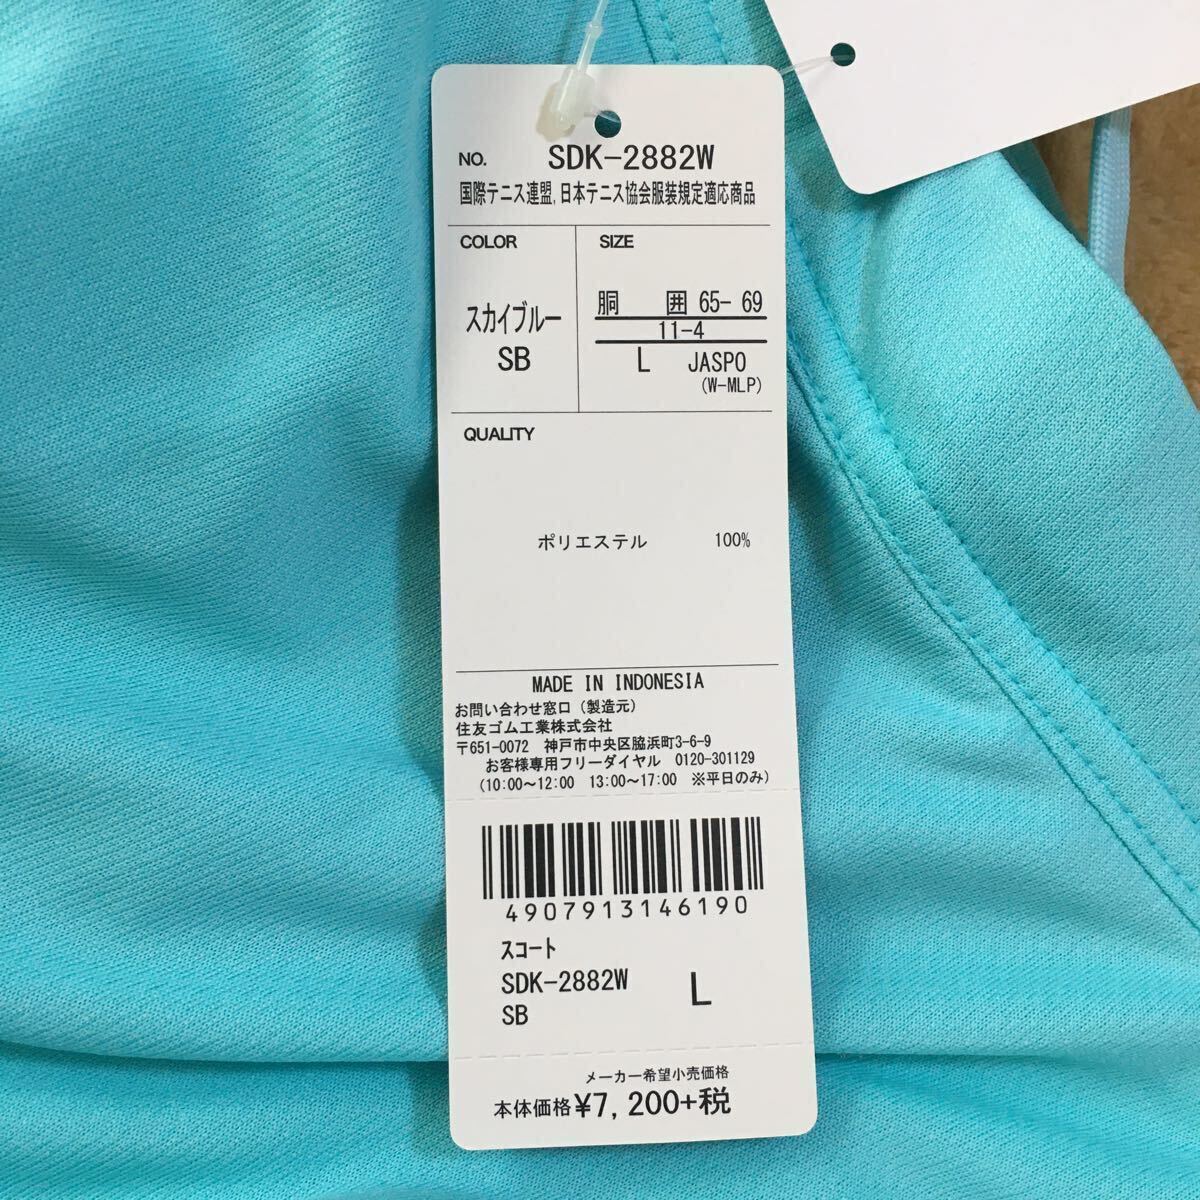 NO. SDK-2882W
国際テニス連盟,日本テニス協会服装規定適応商品
COLOR
スカイブルー
SB
SIZE
胴 囲 65- 69
11-4
L JASPO
(W-MLP)
QUALITY
ポリエステル 100%
MADE IN INDONESIA
お問い合わせ窓口(製造元)
住友ゴム工業株式会社
〒651-0072 神戸市中央区脇浜町3-6-9
お客様専用フリーダイヤル 0120-301129
(10:00～12:00 13:00～17:00 ※平日のみ)
4907913146190
スコート
SDK-2882W L
SB
メーカー希望小売価格
本体価格¥7,200+税